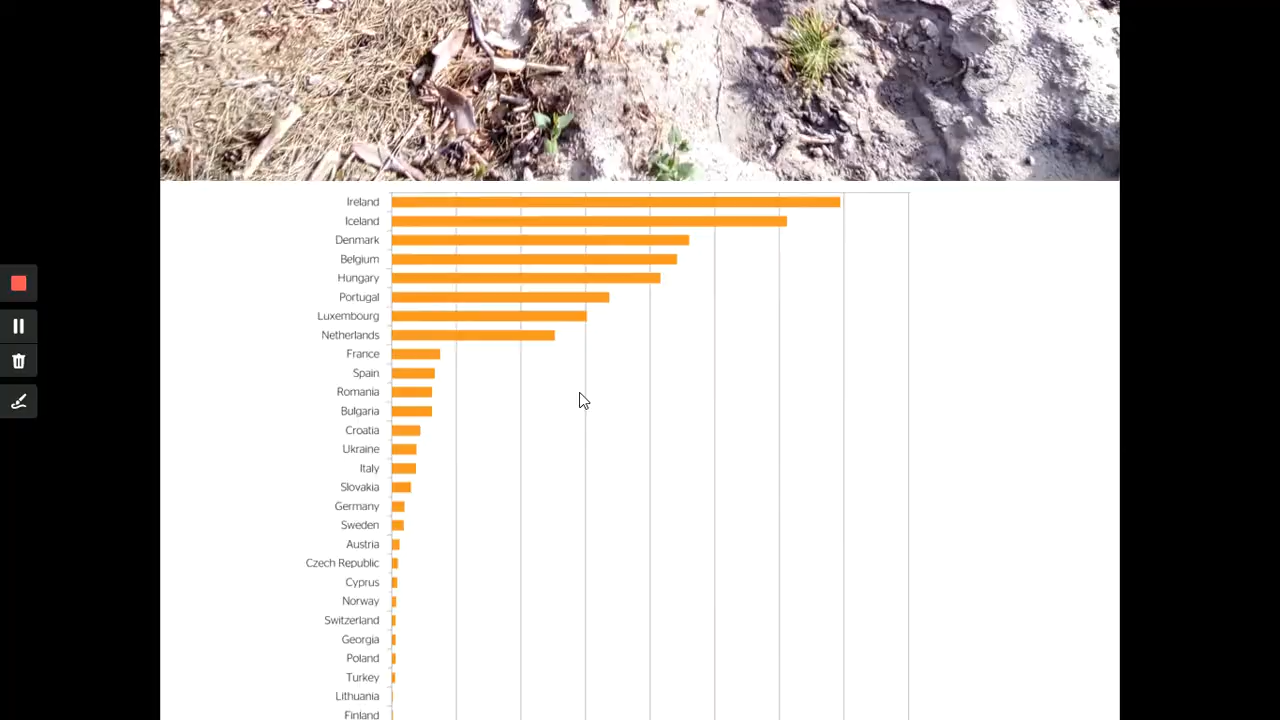 Ireland
Iceland
Denmark
Belgium
Hungary
Portugal
Luxembourg
Netherlands
France
Spain
Romania
Bulgaria
Croatia
Ukraine
Italy
Slovakia
Germany
Sweden
Austria
Czech Republic
Cyprus
Norway
Switzerland
Georgia
Poland
Turkey
Lithuania
Finland